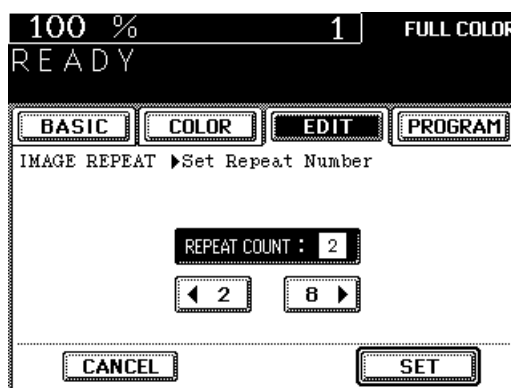 100 % 1 FULL COLOR
READY
BASIC COLOR EDIT PROGRAM
IMAGE REPEAT ▶Set Repeat Number
REPEAT COUNT : 2
◀ 2 8 ▶
CANCEL SET